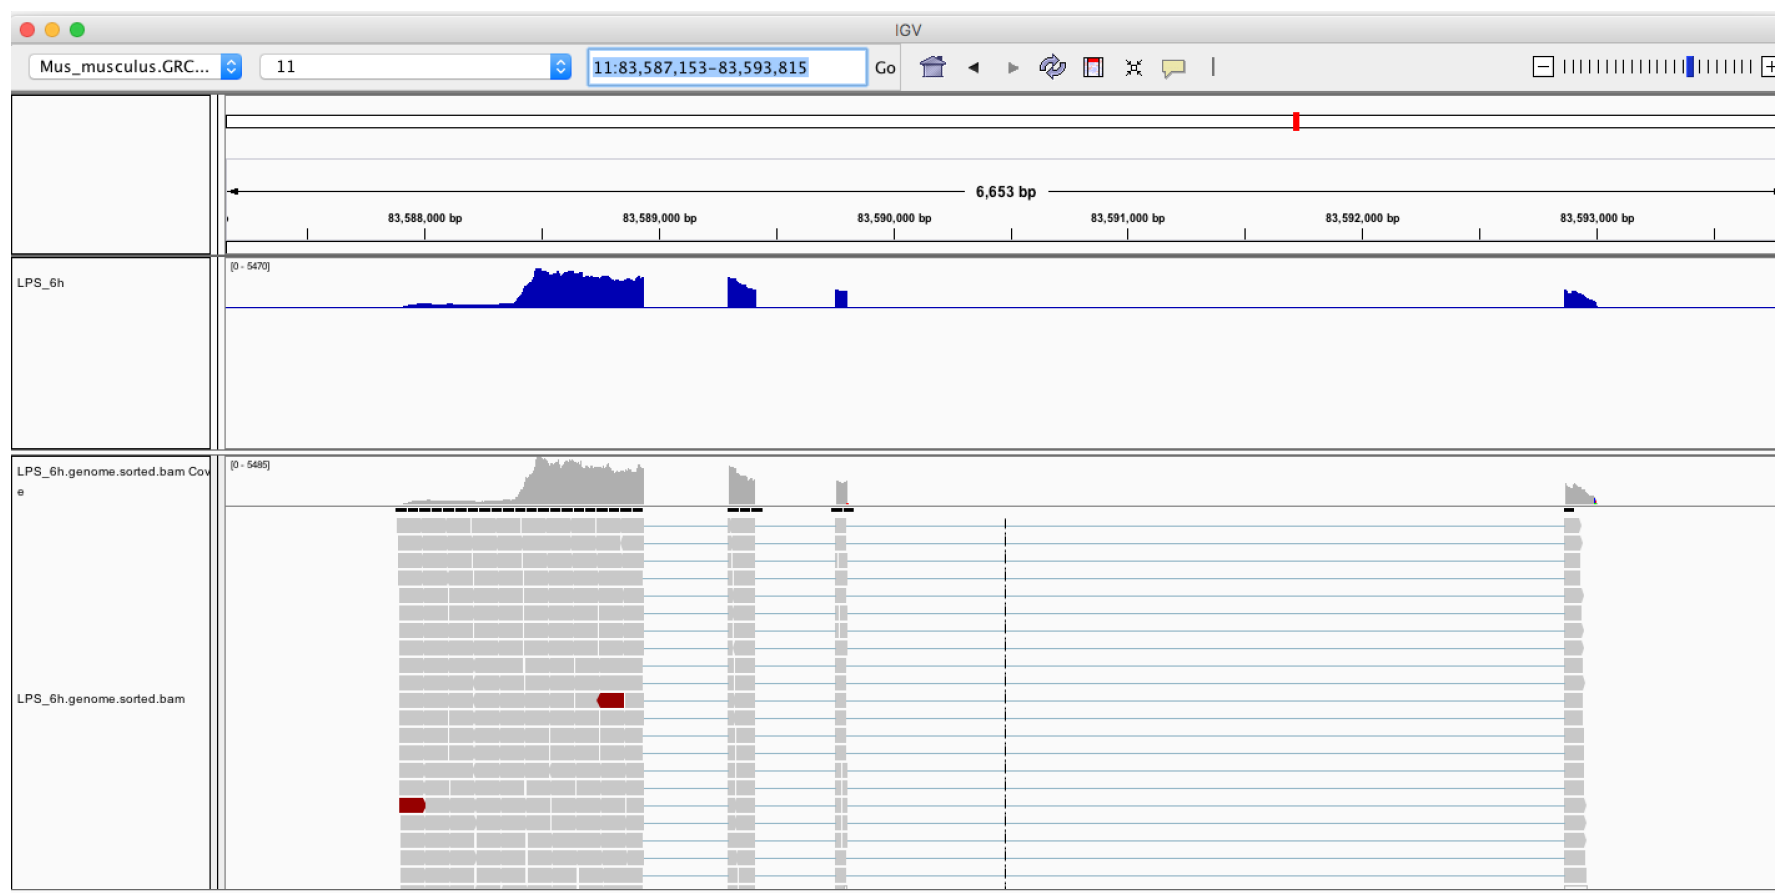 IGV
Mus_musculus.GRC... 11 11:83,587,153-83,593,815 Go
6,653 bp
83,588,000 bp 83,589,000 bp 83,590,000 bp 83,591,000 bp 83,592,000 bp 83,593,000 bp
[0 - 5470]
LPS_6h
[0 - 5485]
LPS_6h.genome.sorted.bam Cov
e
LPS_6h.genome.sorted.bam